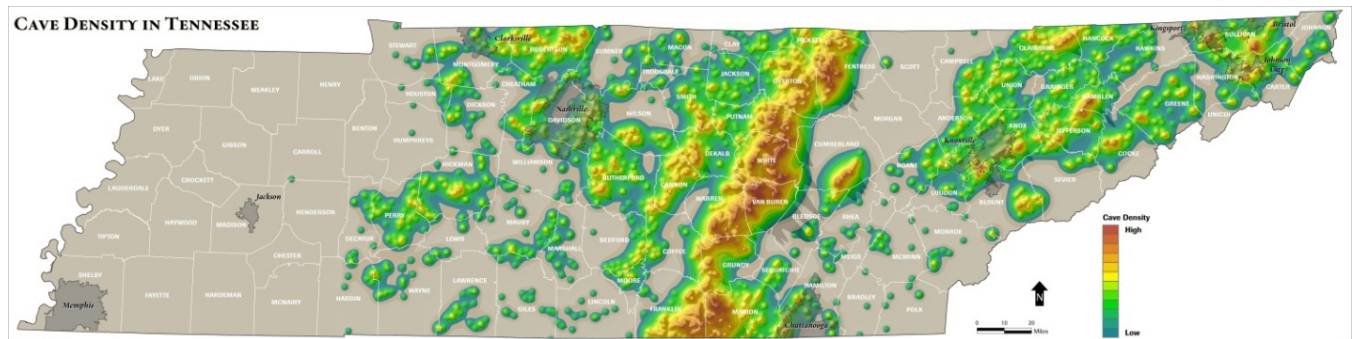 CAVE DENSITY IN TENNESSEE
LAKE
OBION
WEAKLEY
HENRY
STEWART
MONTGOMERY
Clarksville
ROBERTSON
SUMNER
MACON
CLAY
PICKETT
FENTRESS
SCOTT
CAMPBELL
CLAIBORNE
HANCOCK
HAWKINS
Kingsport
SULLIVAN
Bristol
JOHNSON
Johnson City
CARTER
WASHINGTON
UNICOI
GREENE
DYER
GIBSON
CARROLL
BENTON
HOUSTON
DICKSON
CHEATHAM
Nashville
DAVIDSON
WILSON
TROUSDALE
SMITH
JACKSON
OVERTON
PUTNAM
MORGAN
ANDERSON
UNION
GRAINGER
HAMBLEN
JEFFERSON
COCKE
KNOX
Knoxville
SEVIER
BLOUNT
LOUDON
ROANE
CUMBERLAND
WHITE
DEKALB
CANNON
RUTHERFORD
WILLIAMSON
HICKMAN
HUMPHREYS
LAUDERDALE
CROCKETT
HAYWOOD
MADISON
Jackson
HENDERSON
DECATUR
PERRY
LEWIS
MAURY
MARSHALL
BEDFORD
COFFEE
WARREN
VAN BUREN
BLEDSOE
RHEA
MEIGS
MCMINN
MONROE
TIPTON
SHELBY
Memphis
FAYETTE
HARDEMAN
CHESTER
MCNAIRY
HARDIN
WAYNE
LAWRENCE
GILES
LINCOLN
MOORE
FRANKLIN
GRUNDY
SEQUATCHIE
MARION
HAMILTON
Chattanooga
BRADLEY
POLK
Cave Density
High
Low
N
0 10 20
Miles